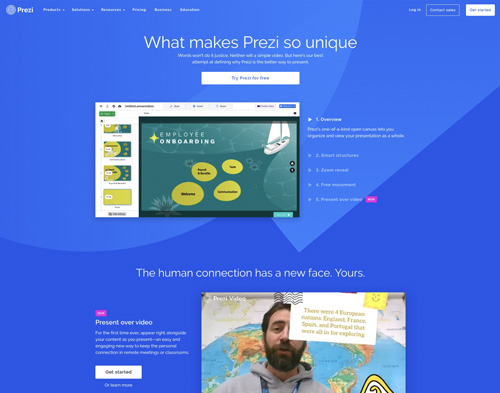 Prezi
Products
Solutions
Resources
Pricing
Business
Education
Log in
Contact sales
Get started
What makes Prezi so unique
Words won't do it justice. Neither will a simple video. But here's our best
attempt at defining why Prezi is the better way to present.
Try Prezi for free
EMPLOYEE
ONBOARDING
Payroll
& Benefits
Team
Welcome
Communication
1. Overview
Prezi's one-of-a-kind open canvas lets you
organize and view your presentation as a whole.
2. Smart structures
3. Zoom reveal
4. Free movement
5. Present over video
NEW
The human connection has a new face. Yours.
NEW
Present over video
For the first time ever, appear right alongside
your content as you present—an easy and
engaging new way to keep the personal
connection in remote meetings or classrooms.
Get started
Or learn more
Prezi Video
There were 4 European
nations: England, France,
Spain, and Portugal that
were all in for exploring.